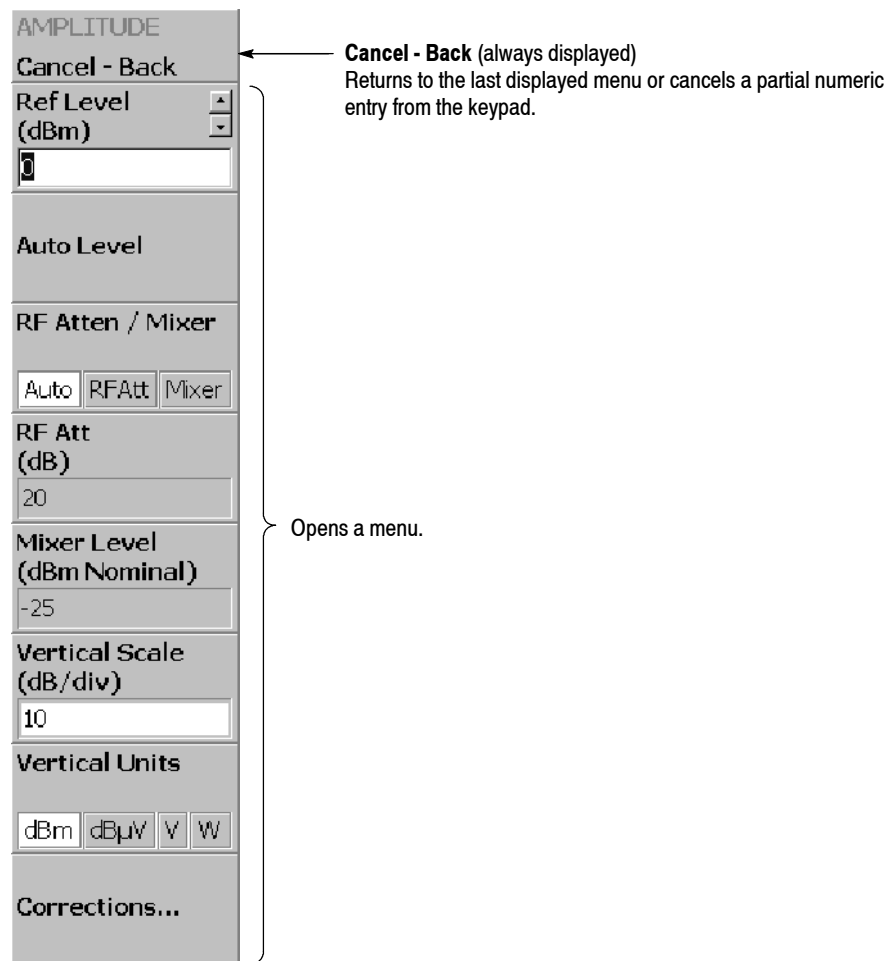 AMPLITUDE
Cancel - Back
Cancel - Back (always displayed)
Returns to the last displayed menu or cancels a partial numeric
entry from the keypad.
Ref Level
(dBm)
0
Auto Level
RF Atten / Mixer
Auto RFAtt Mixer
RF Att
(dB)
20
Mixer Level
(dBm Nominal)
-25
Opens a menu.
Vertical Scale
(dB/div)
10
Vertical Units
dBm dBµV V W
Corrections...